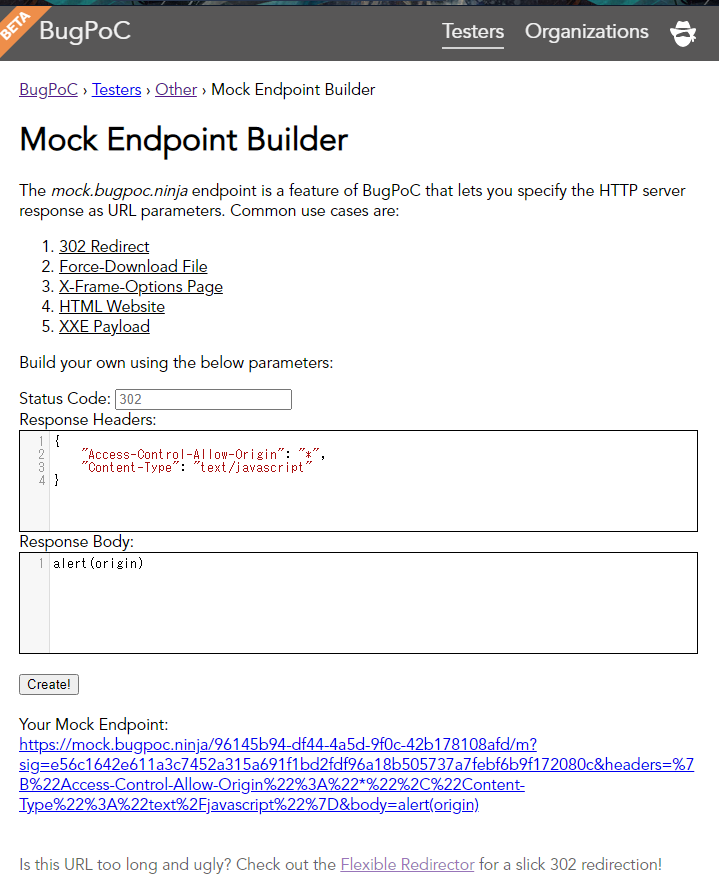 BETA
BugPoC
Testers
Organizations
BugPoC › Testers › Other › Mock Endpoint Builder
Mock Endpoint Builder
The mock.bugpoc.ninja endpoint is a feature of BugPoC that lets you specify the HTTP server
response as URL parameters. Common use cases are:
1. 302 Redirect
2. Force-Download File
3. X-Frame-Options Page
4. HTML Website
5. XXE Payload
Build your own using the below parameters:
Status Code: 302
Response Headers:
1 {
2 "Access-Control-Allow-Origin": "*",
3 "Content-Type": "text/javascript"
4 }
Response Body:
1 alert(origin)
Create!
Your Mock Endpoint:
https://mock.bugpoc.ninja/96145b94-df44-4a5d-9f0c-42b178108afd/m?
sig=e56c1642e611a3c7452a315a691f1bd2fdf96a18b505737a7febf6b9f172080c&headers=%7
B%22Access-Control-Allow-Origin%22%3A%22*%22%2C%22Content-
Type%22%3A%22text%2Fjavascript%22%7D&body=alert(origin)
Is this URL too long and ugly? Check out the Flexible Redirector for a slick 302 redirection!